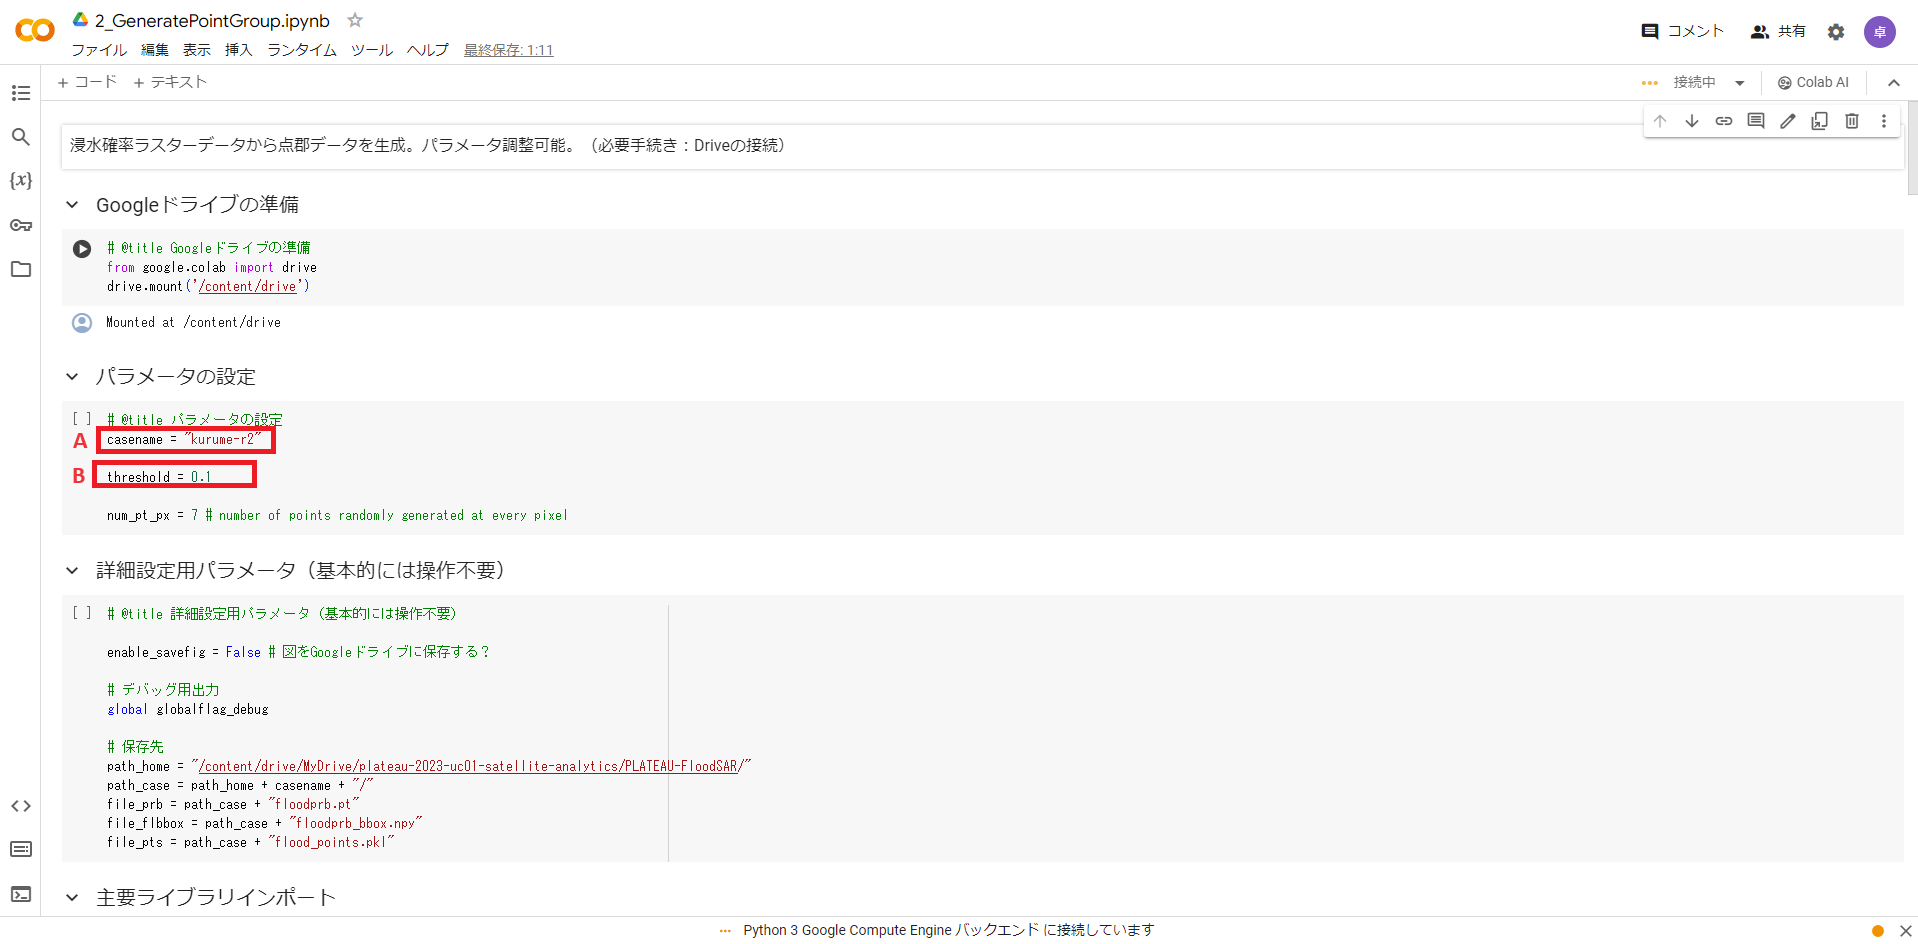 2_GeneratePointGroup.ipynb
ファイル 編集 表示 挿入 ランタイム ツール ヘルプ 最終保存: 1:11
コメント 共有 卓
+ コード + テキスト
接続中 Colab AI
浸水確率ラスターデータから点郡データを生成。パラメータ調整可能。（必要手続き：Driveの接続）
Googleドライブの準備
# @title Googleドライブの準備
from google.colab import drive
drive.mount('/content/drive')
Mounted at /content/drive
パラメータの設定
[ ] # @title パラメータの設定
A casename = "kurume-r2"
B threshold = 0.1
num_pt_px = 7 # number of points randomly generated at every pixel
詳細設定用パラメータ（基本的には操作不要）
[ ] # @title 詳細設定用パラメータ（基本的には操作不要）
enable_savefig = False # 図をGoogleドライブに保存する？
# デバッグ用出力
global globalflag_debug
# 保存先
path_home = "/content/drive/MyDrive/plateau-2023-uc01-satellite-analytics/PLATEAU-FloodSAR/"
path_case = path_home + casename + "/"
file_prb = path_case + "floodprb.pt"
file_flbbox = path_case + "floodprb_bbox.npy"
file_pts = path_case + "flood_points.pkl"
主要ライブラリインポート
Python 3 Google Compute Engine バックエンド に接続しています